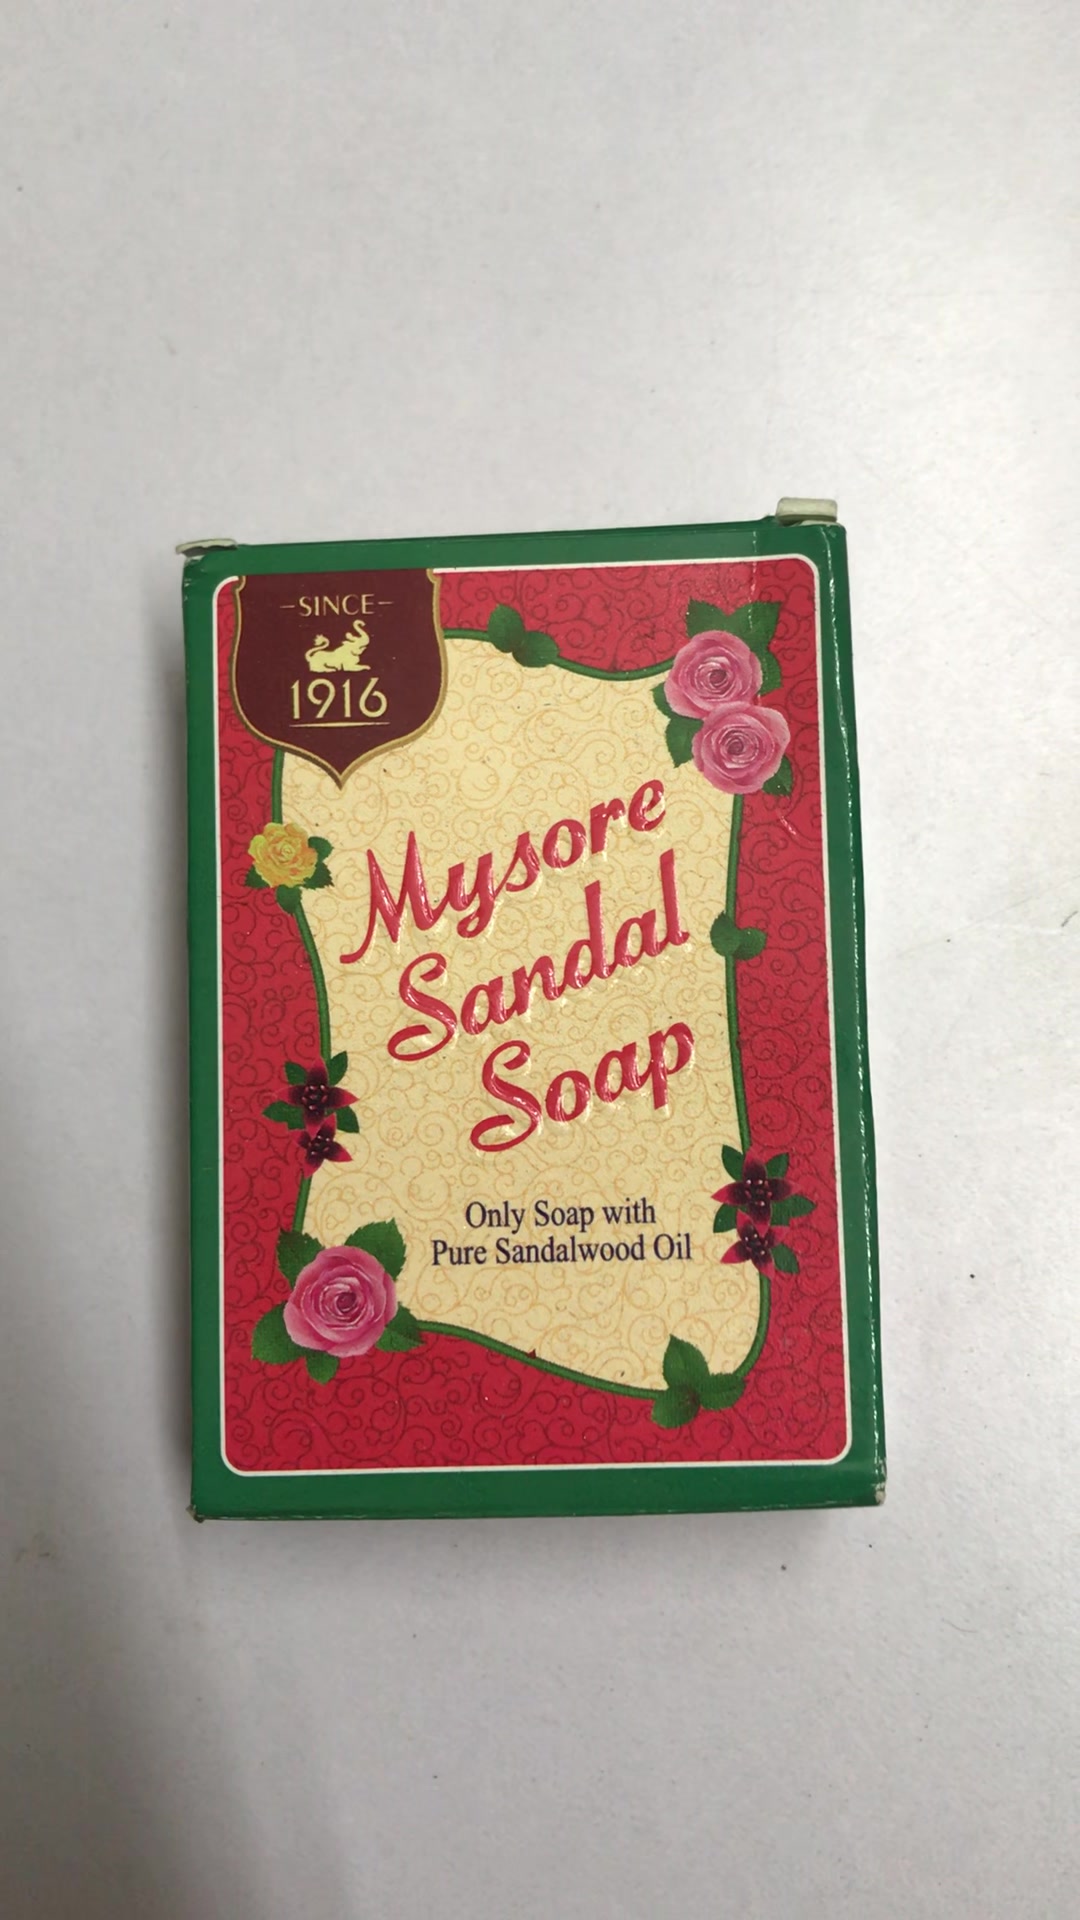 -SINCE-
1916
Mysore
Sandal
Soap
Only Soap with
Pure Sandalwood Oil